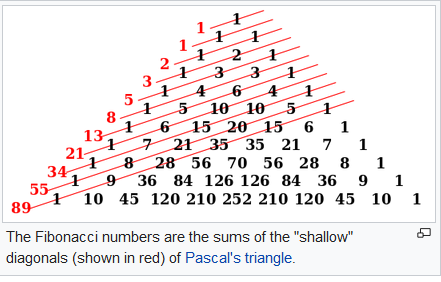 1
1 1 1
1 1 2 1
2 1 3 3 1
3 1 4 6 4 1
5 1 5 10 10 5 1
8 1 6 15 20 15 6 1
13 1 7 21 35 35 21 7 1
21 1 8 28 56 70 56 28 8 1
34 1 9 36 84 126 126 84 36 9 1
55 1 10 45 120 210 252 210 120 45 10 1
89
The Fibonacci numbers are the sums of the "shallow"
diagonals (shown in red) of Pascal's triangle.